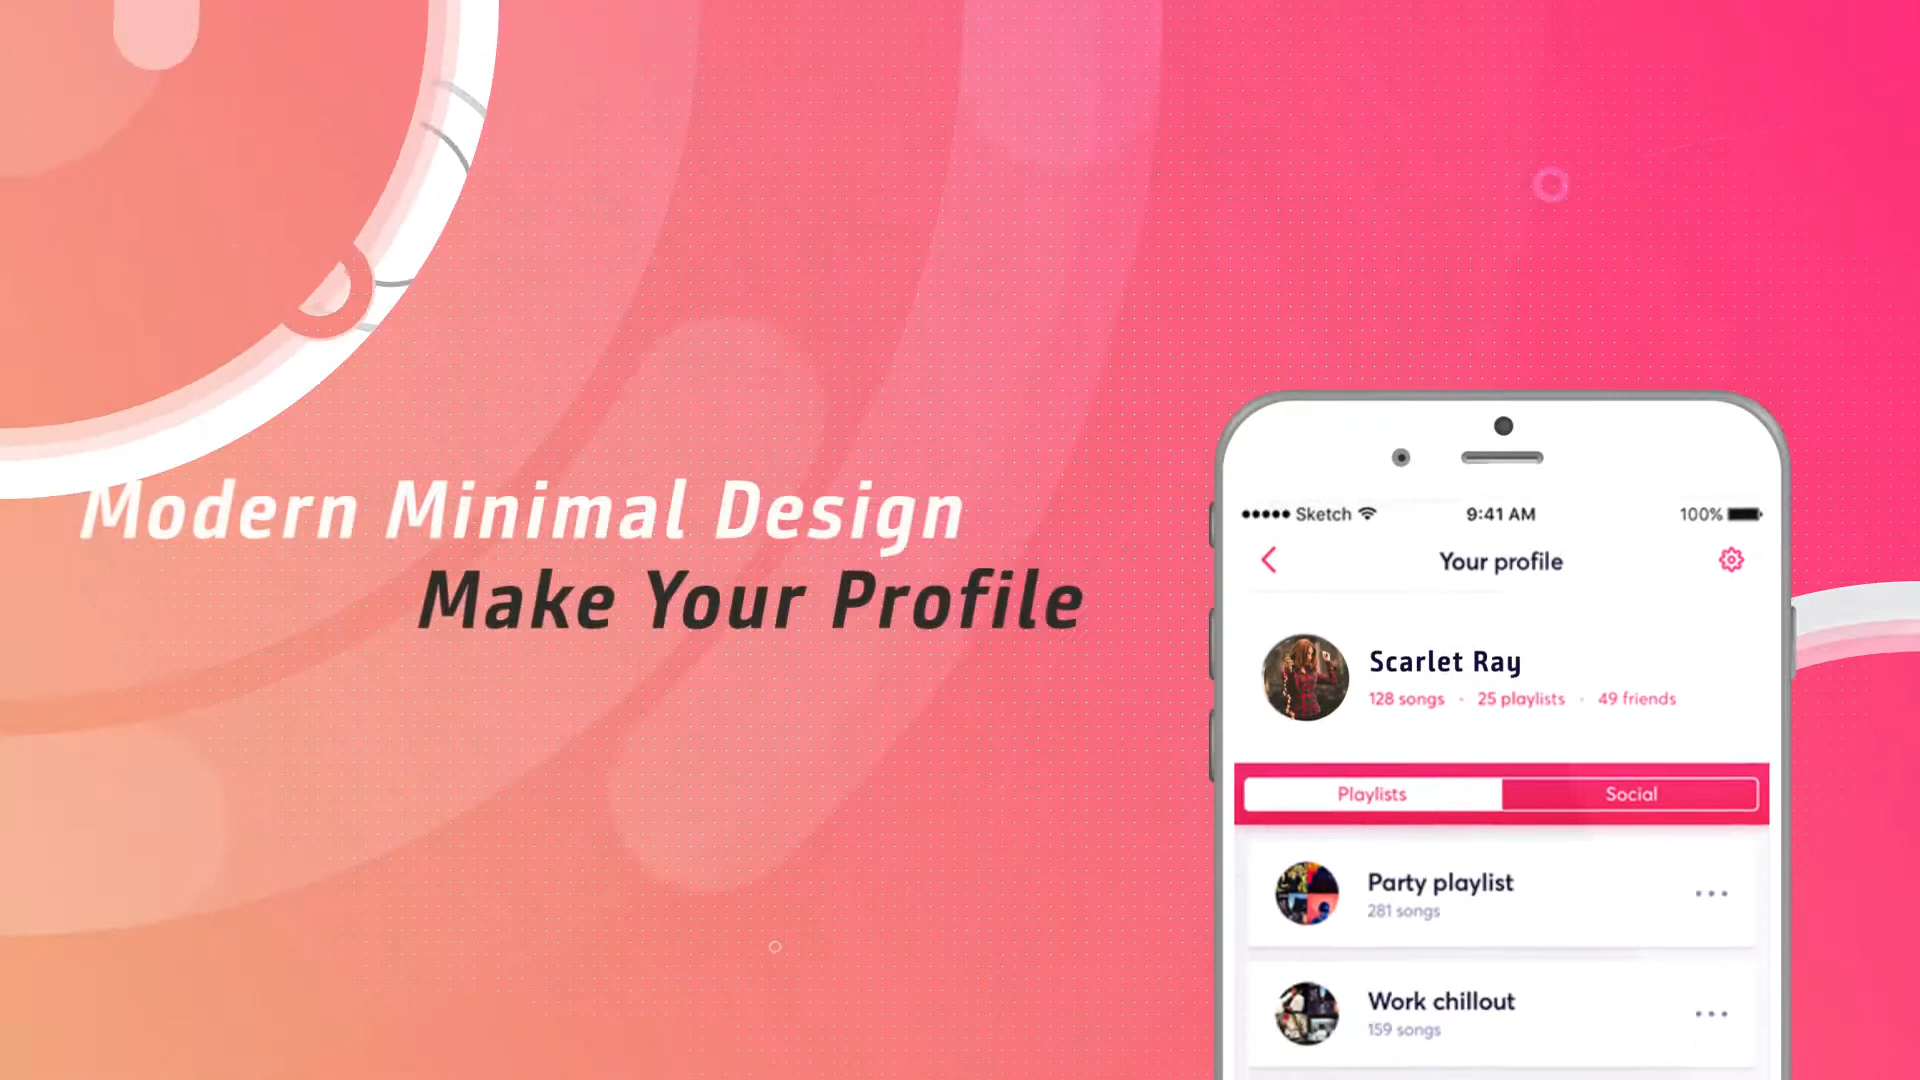 Modern Minimal Design
Make Your Profile
Sketch 9:41 AM 100%
Your profile
Scarlet Ray
128 songs · 25 playlists · 49 friends
Playlists Social
Party playlist
281 songs
Work chillout
159 songs